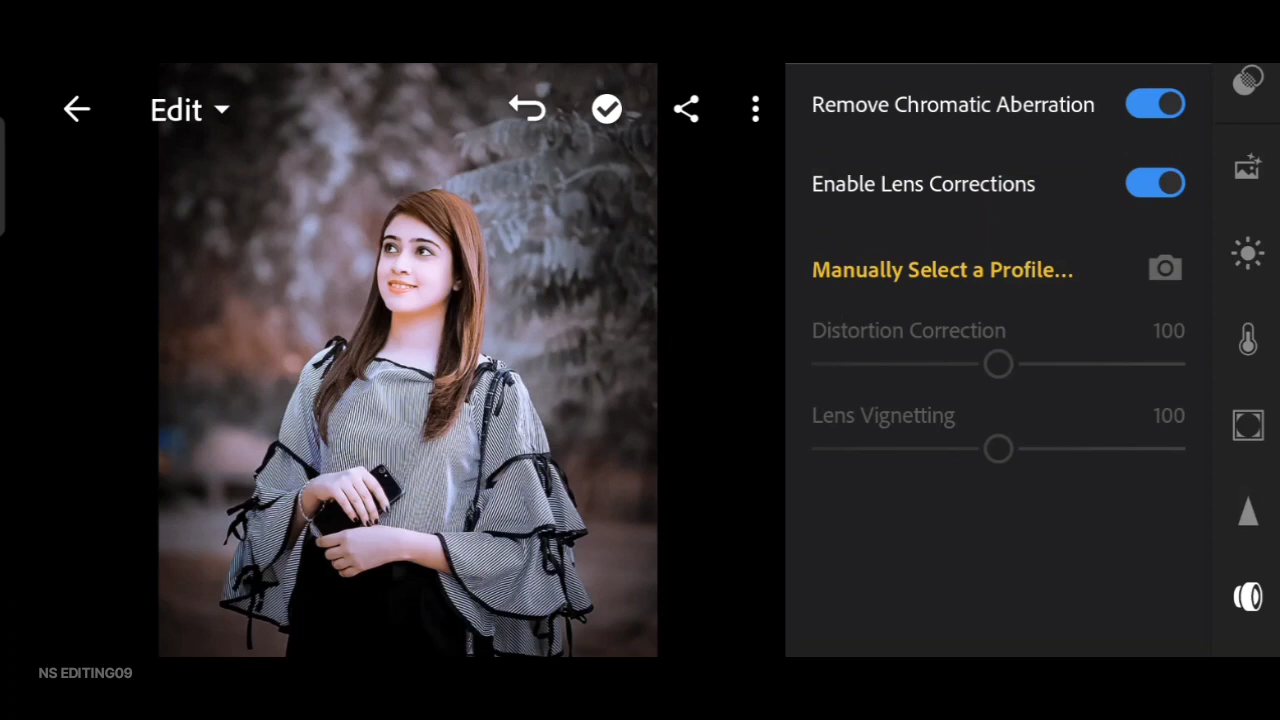 Edit
Remove Chromatic Aberration
Enable Lens Corrections
Manually Select a Profile...
Distortion Correction 100
Lens Vignetting 100
NS EDITING09